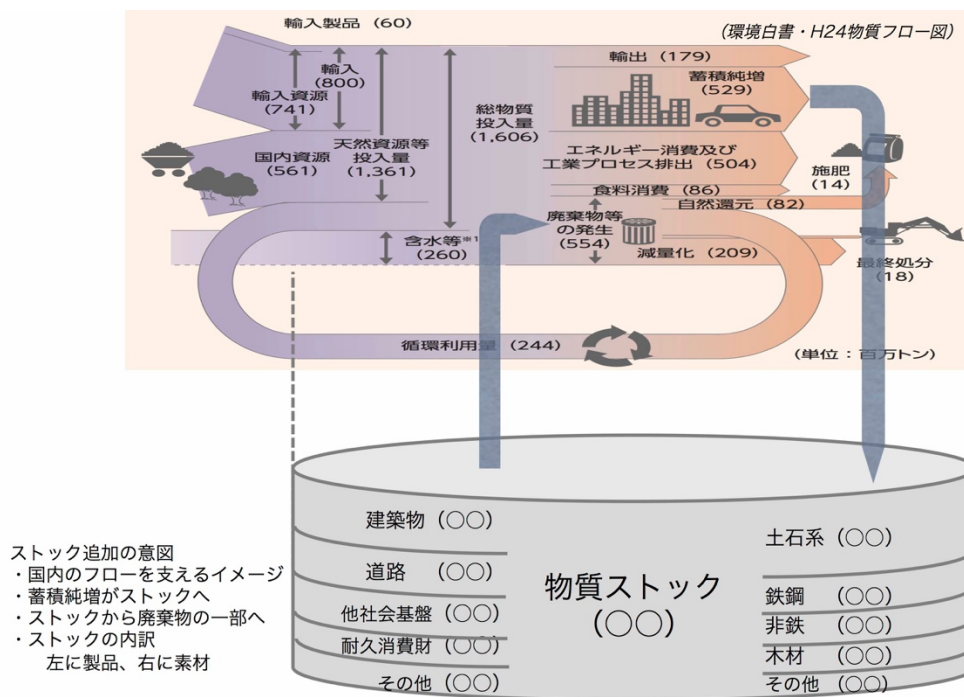 輸入製品（60）
（環境白書・H24物質フロー図）
輸入
（800）
輸入資源
（741）
国内資源
（561）
天然資源等
投入量
（1,361）
含水等※1
（260）
総物質
投入量
（1,606）
輸出（179）
蓄積純増
（529）
エネルギー消費及び
工業プロセス排出（504）
食料消費（86）
施肥
（14）
自然還元（82）
廃棄物等
の発生
（554）
減量化（209）
最終処分
（18）
循環利用量（244）
（単位：百万トン）
ストック追加の意図
・国内のフローを支えるイメージ
・蓄積純増がストックへ
・ストックから廃棄物の一部へ
・ストックの内訳
左に製品、右に素材
建築物（○○）
道路（○○）
他社会基盤（○○）
耐久消費財（○○）
その他（○○）
物質ストック
（○○）
土石系（○○）
鉄鋼（○○）
非鉄（○○）
木材（○○）
その他（○○）